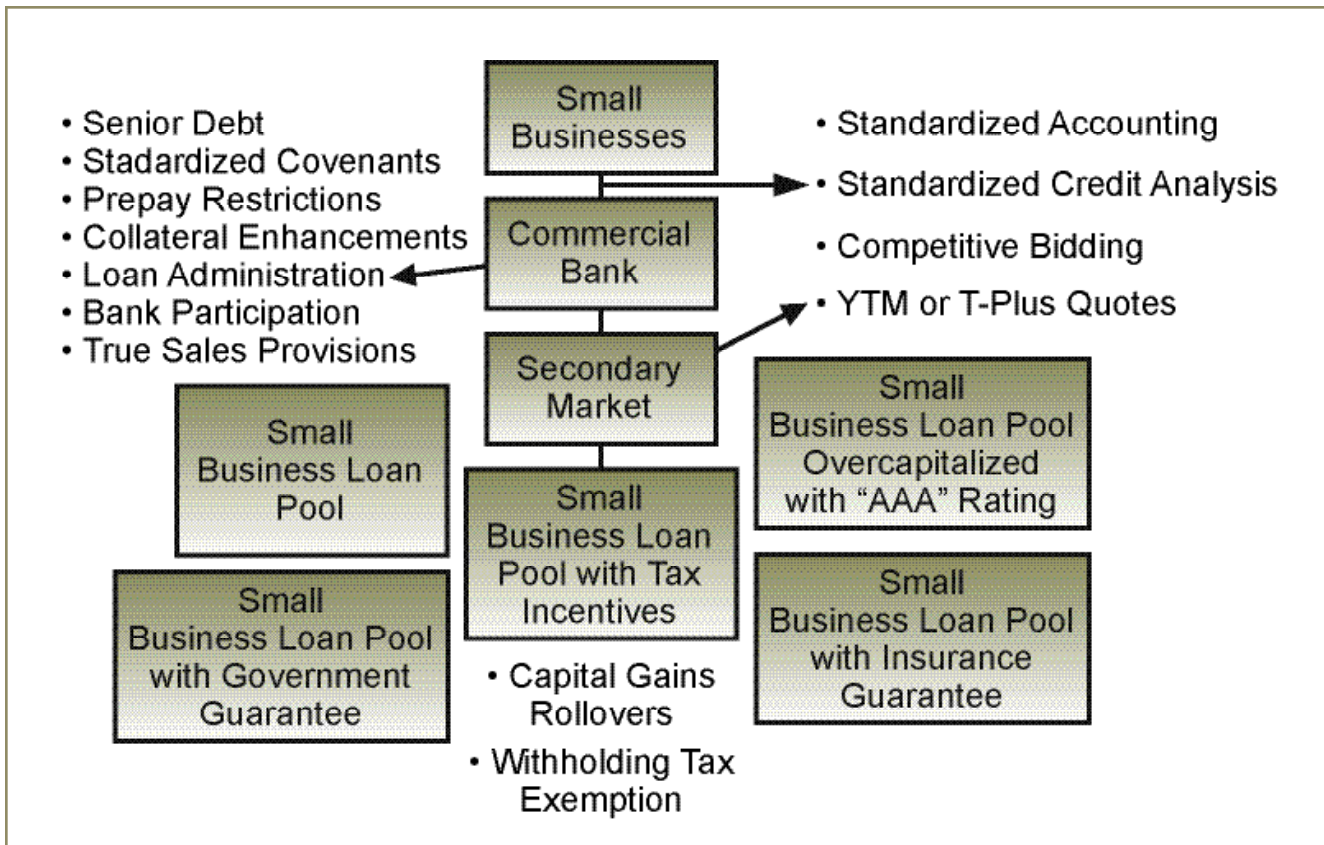 Small
Businesses
• Senior Debt
• Stadardized Covenants
• Prepay Restrictions
• Collateral Enhancements
• Loan Administration
• Bank Participation
• True Sales Provisions
• Standardized Accounting
• Standardized Credit Analysis
• Competitive Bidding
• YTM or T-Plus Quotes
Commercial
Bank
Secondary
Market
Small
Business Loan
Pool
Small
Business Loan Pool
with Government
Guarantee
Small
Business Loan
Pool with Tax
Incentives
• Capital Gains
Rollovers
• Withholding Tax
Exemption
Small
Business Loan Pool
Overcapitalized
with “AAA” Rating
Small
Business Loan Pool
with Insurance
Guarantee